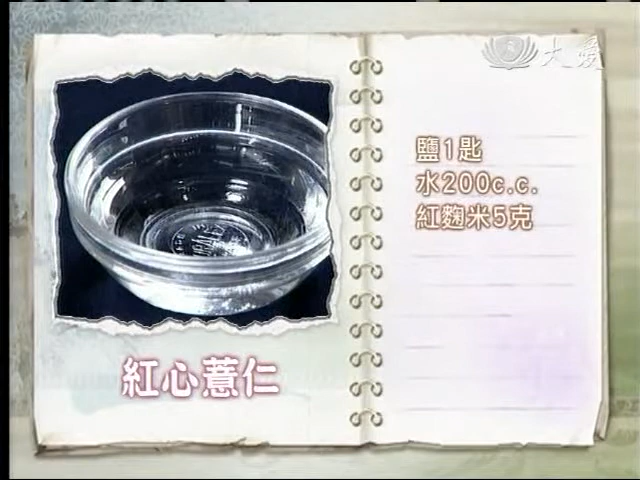 大愛
鹽1匙
水200c.c.
紅麴米5克
紅心薏仁